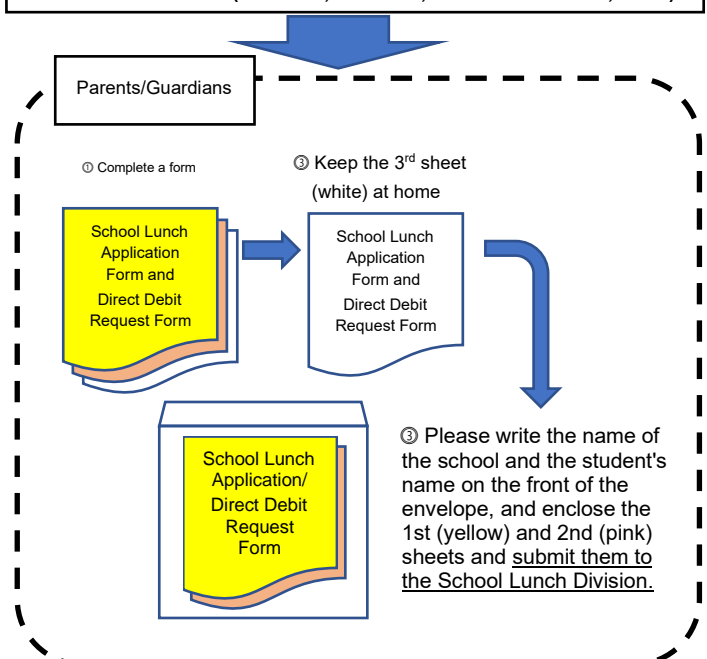 Parents/Guardians
① Complete a form
③ Keep the 3rd sheet
(white) at home
School Lunch
Application
Form and
Direct Debit
Request Form
School Lunch
Application
Form and
Direct Debit
Request Form
School Lunch
Application/
Direct Debit
Request
Form
③ Please write the name of
the school and the student's
name on the front of the
envelope, and enclose the
1st (yellow) and 2nd (pink)
sheets and submit them to
the School Lunch Division.